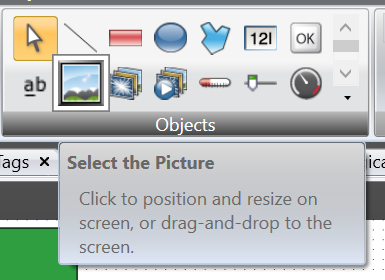 12I
OK
ab
Objects
Tags ×
gica
Select the Picture
Click to position and resize on
screen, or drag-and-drop to the
screen.